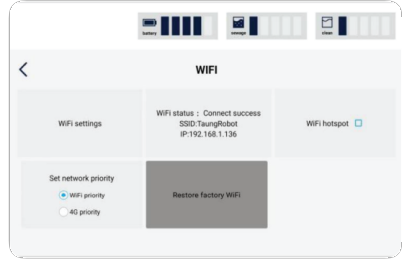 battery
sewage
clean
WIFI
WiFi settings
WiFi status： Connect success
SSID:TaungRobot
IP:192.168.1.136
WiFi hotspot
Set network priority
WiFi priority
4G priority
Restore factory WiFi